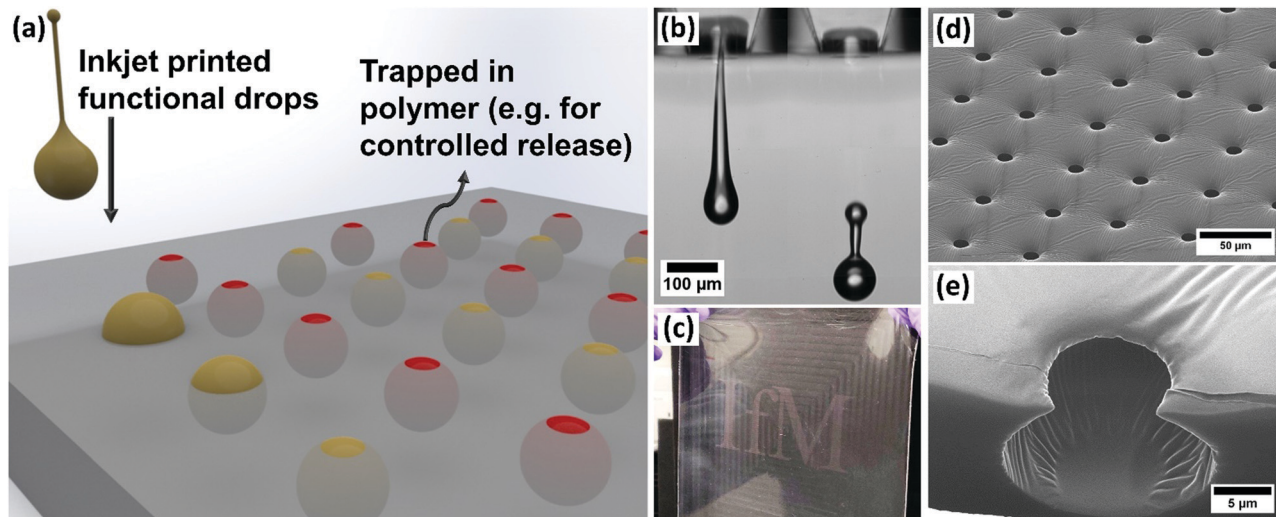 (a)
Inkjet printed
functional drops
Trapped in
polymer (e.g. for
controlled release)
(b)
100 µm
(c)
IfM
(d)
50 µm
(e)
5 µm